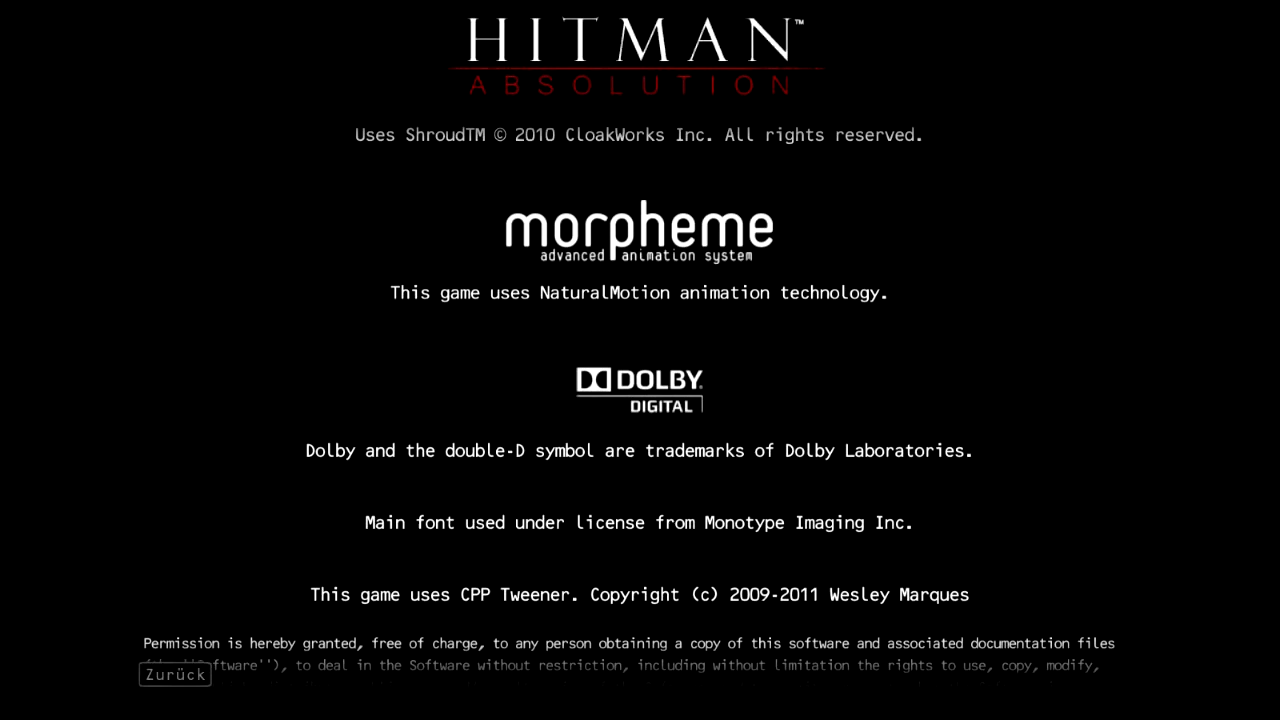 HITMAN™
ABSOLUTION
Uses ShroudTM © 2010 CloakWorks Inc. All rights reserved.
morpheme
advanced animation system
This game uses NaturalMotion animation technology.
DOLBY®
DIGITAL
Dolby and the double-D symbol are trademarks of Dolby Laboratories.
Main font used under license from Monotype Imaging Inc.
This game uses CPP Tweener. Copyright (c) 2009-2011 Wesley Marques
Permission is hereby granted, free of charge, to any person obtaining a copy of this software and associated documentation files
to deal in the Software without restriction, including without limitation the rights to use, copy, modify,
Zurück